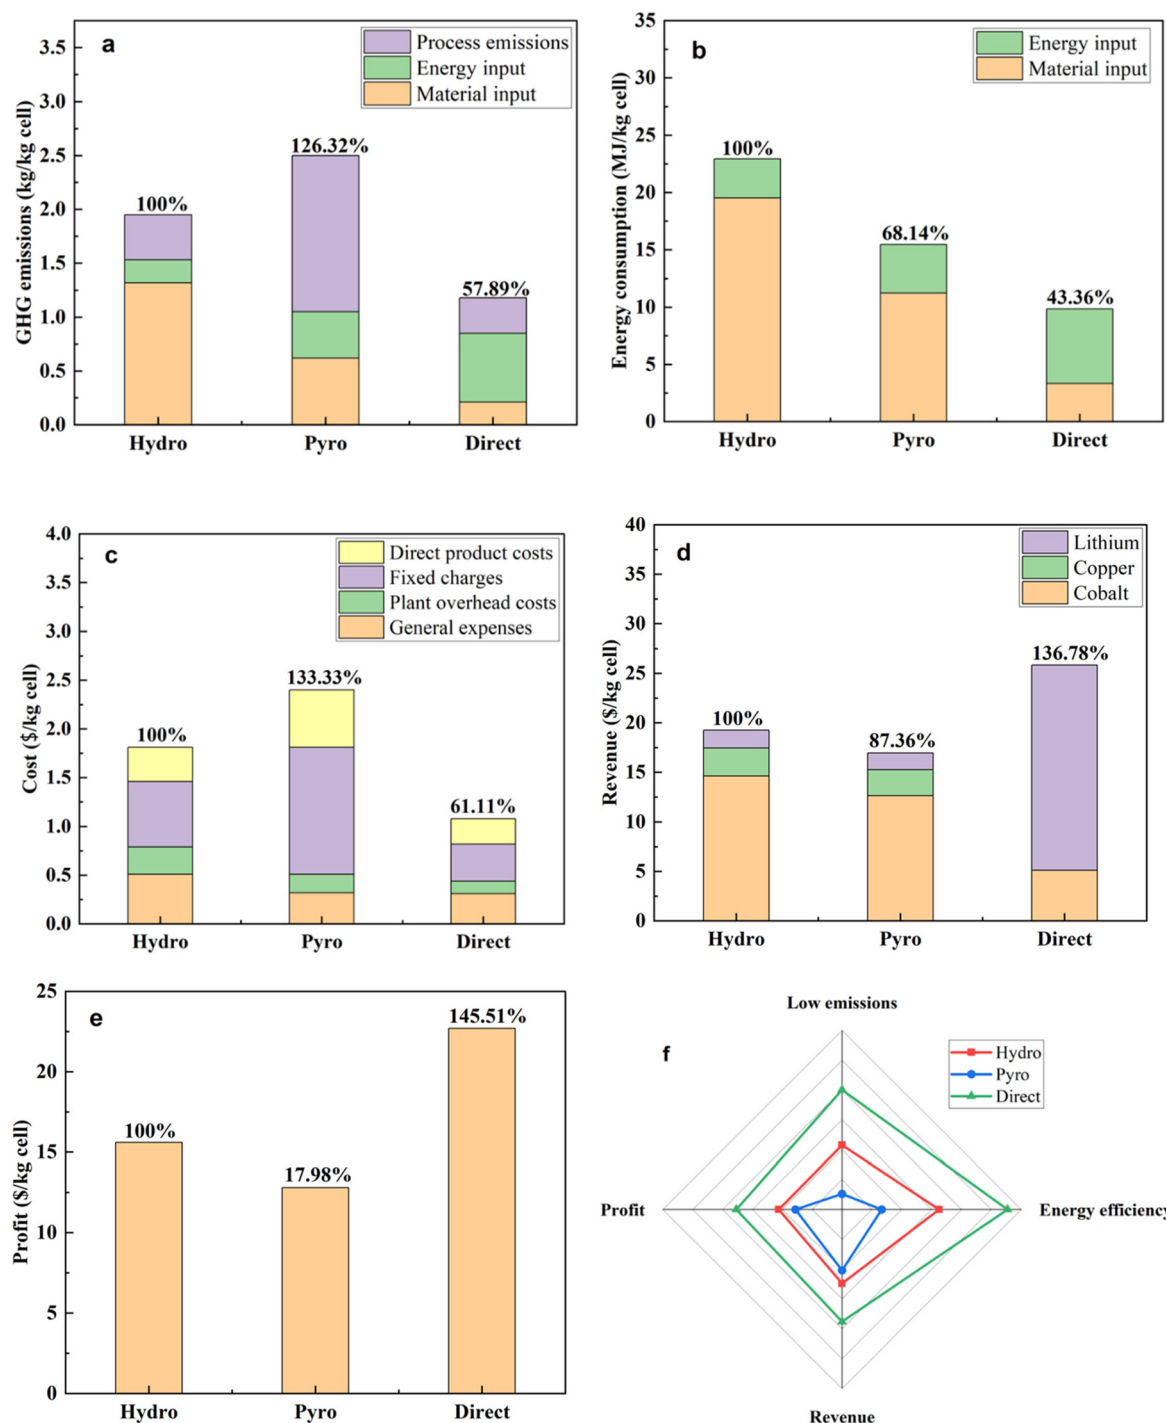 a
Process emissions
Energy input
Material input
GHG emissions (kg/kg cell)
3.5
3.0
2.5
2.0
1.5
1.0
0.5
0.0
100%
126.32%
57.89%
Hydro Pyro Direct
b
Energy input
Material input
Energy consumption (MJ/kg cell)
35
30
25
20
15
10
5
0
100%
68.14%
43.36%
Hydro Pyro Direct
c
Direct product costs
Fixed charges
Plant overhead costs
General expenses
Cost ($/kg cell)
4.0
3.5
3.0
2.5
2.0
1.5
1.0
0.5
0.0
100%
133.33%
61.11%
Hydro Pyro Direct
d
Lithium
Copper
Cobalt
Revenue ($/kg cell)
40
35
30
25
20
15
10
5
0
100%
87.36%
136.78%
Hydro Pyro Direct
e
Profit ($/kg cell)
25
20
15
10
5
0
100%
17.98%
145.51%
Hydro Pyro Direct
f
Low emissions
Hydro
Pyro
Direct
Profit
Energy efficiency
Revenue